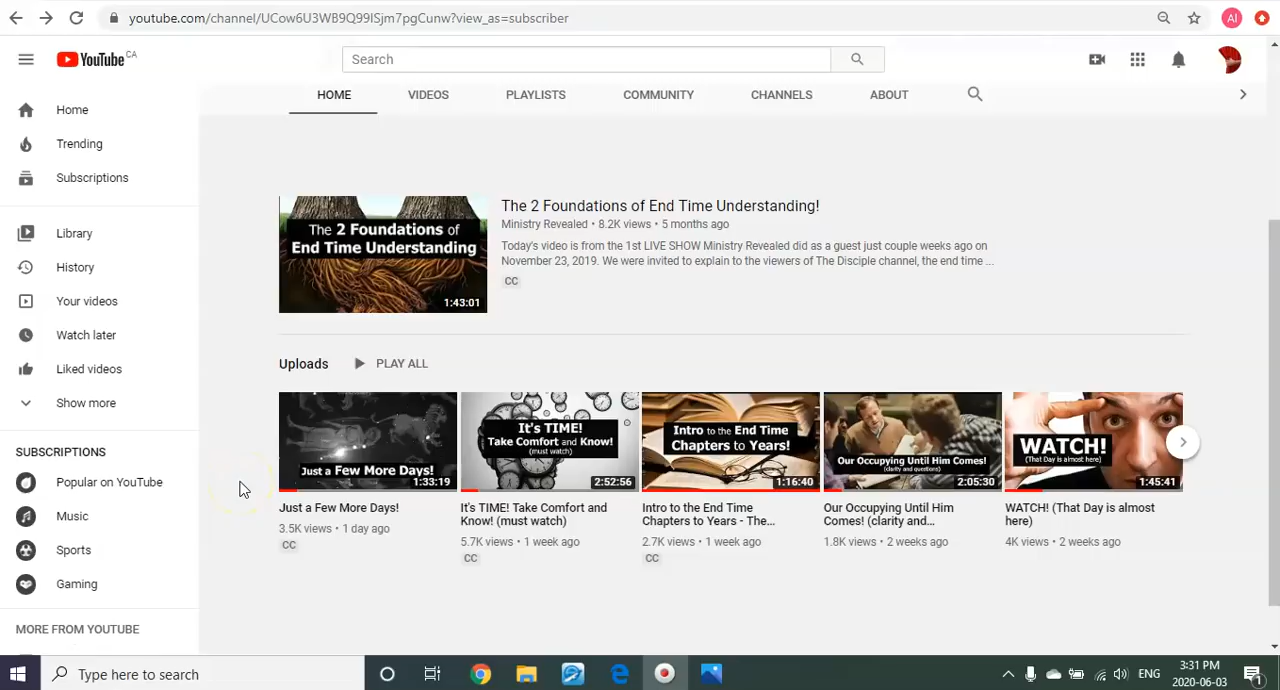 youtube.com/channel/UCow6U3WB9Q99ISjm7pgCunw?view_as=subscriber
AI
YouTube CA
Search
HOME VIDEOS PLAYLISTS COMMUNITY CHANNELS ABOUT
Home
Trending
Subscriptions
Library
History
Your videos
Watch later
Liked videos
Show more
SUBSCRIPTIONS
Popular on YouTube
Music
Sports
Gaming
MORE FROM YOUTUBE
The 2 Foundations of
End Time Understanding
1:43:01
The 2 Foundations of End Time Understanding!
Ministry Revealed • 8.2K views • 5 months ago
Today's video is from the 1st LIVE SHOW Ministry Revealed did as a guest just couple weeks ago on
November 23, 2019. We were invited to explain to the viewers of The Disciple channel, the end time ...
CC
Uploads PLAY ALL
Just a Few More Days!
1:33:19
Just a Few More Days!
3.5K views • 1 day ago
CC
It's TIME!
Take Comfort and Know!
(must watch)
2:52:56
It's TIME! Take Comfort and
Know! (must watch)
5.7K views • 1 week ago
CC
Intro to the End Time
Chapters to Years!
1:16:40
Intro to the End Time
Chapters to Years - The...
2.7K views • 1 week ago
CC
Our Occupying Until Him Comes!
(clarity and questions)
2:05:30
Our Occupying Until Him
Comes! (clarity and...
1.8K views • 2 weeks ago
WATCH!
(That Day is almost here)
1:45:41
WATCH! (That Day is almost
here)
4K views • 2 weeks ago
Type here to search
ENG
3:31 PM
2020-06-03
1